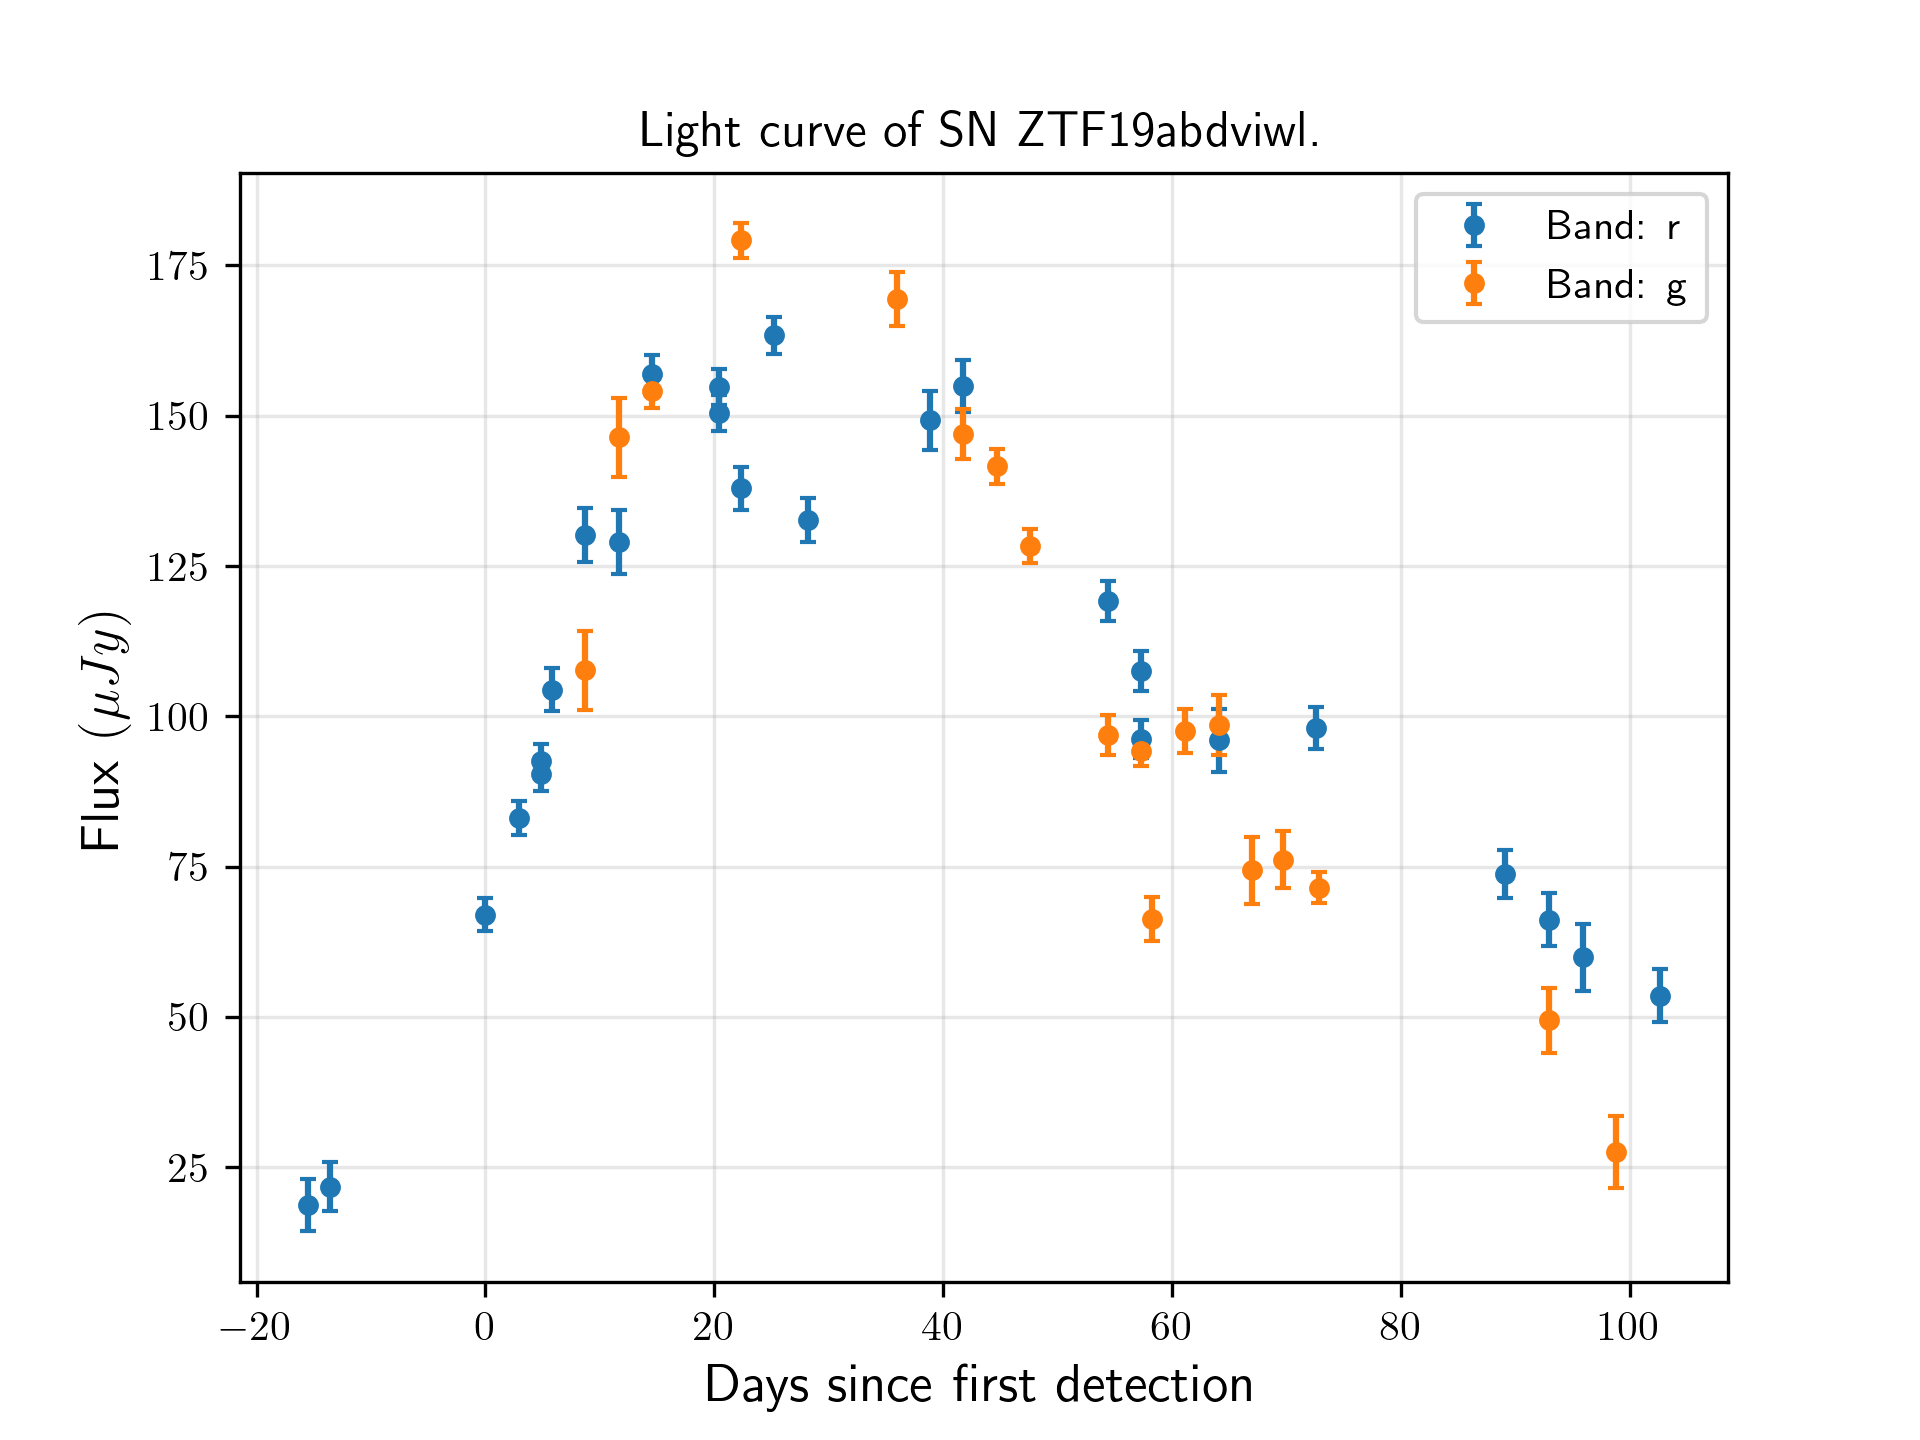 Light curve of SN ZTF19abdviwl.
Band: r
Band: g
175
150
125
100
75
50
25
Flux (μJy)
−20 0 20 40 60 80 100
Days since first detection